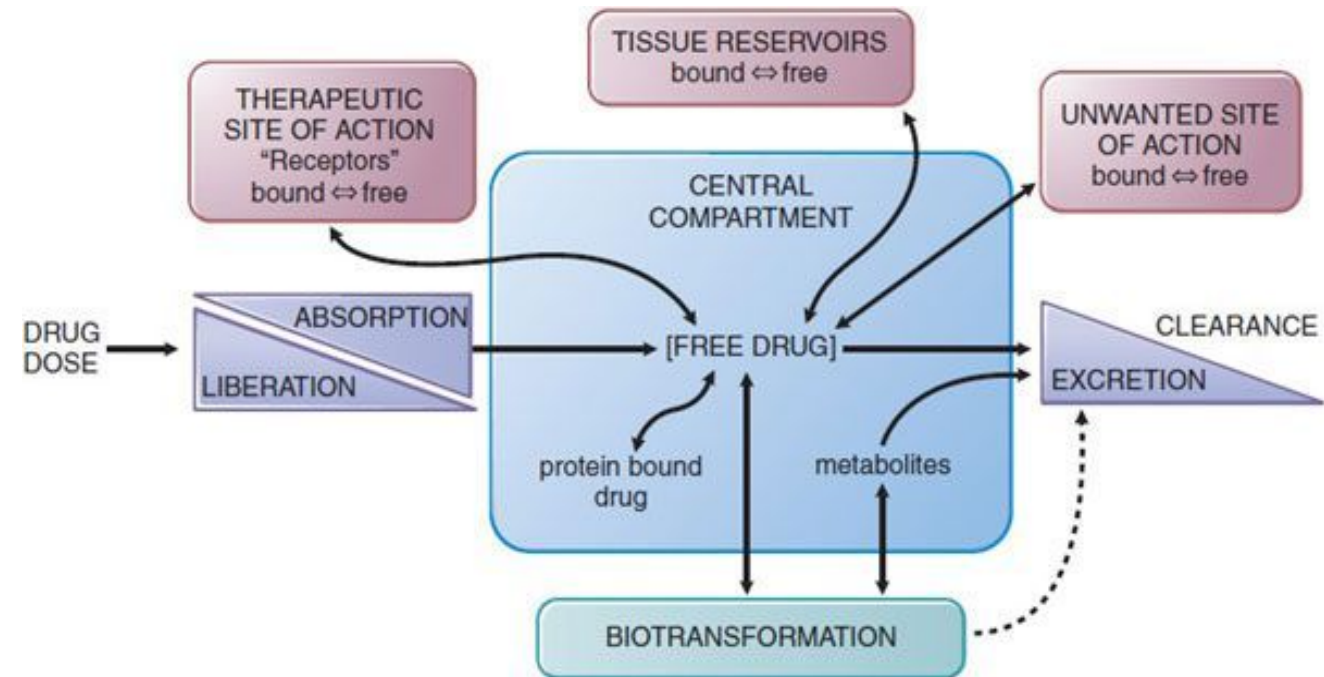 TISSUE RESERVOIRS
bound ⇔ free
THERAPEUTIC
SITE OF ACTION
“Receptors”
bound ⇔ free
UNWANTED SITE
OF ACTION
bound ⇔ free
CENTRAL
COMPARTMENT
DRUG
DOSE
ABSORPTION
LIBERATION
[FREE DRUG]
CLEARANCE
EXCRETION
protein bound
drug
metabolites
BIOTRANSFORMATION